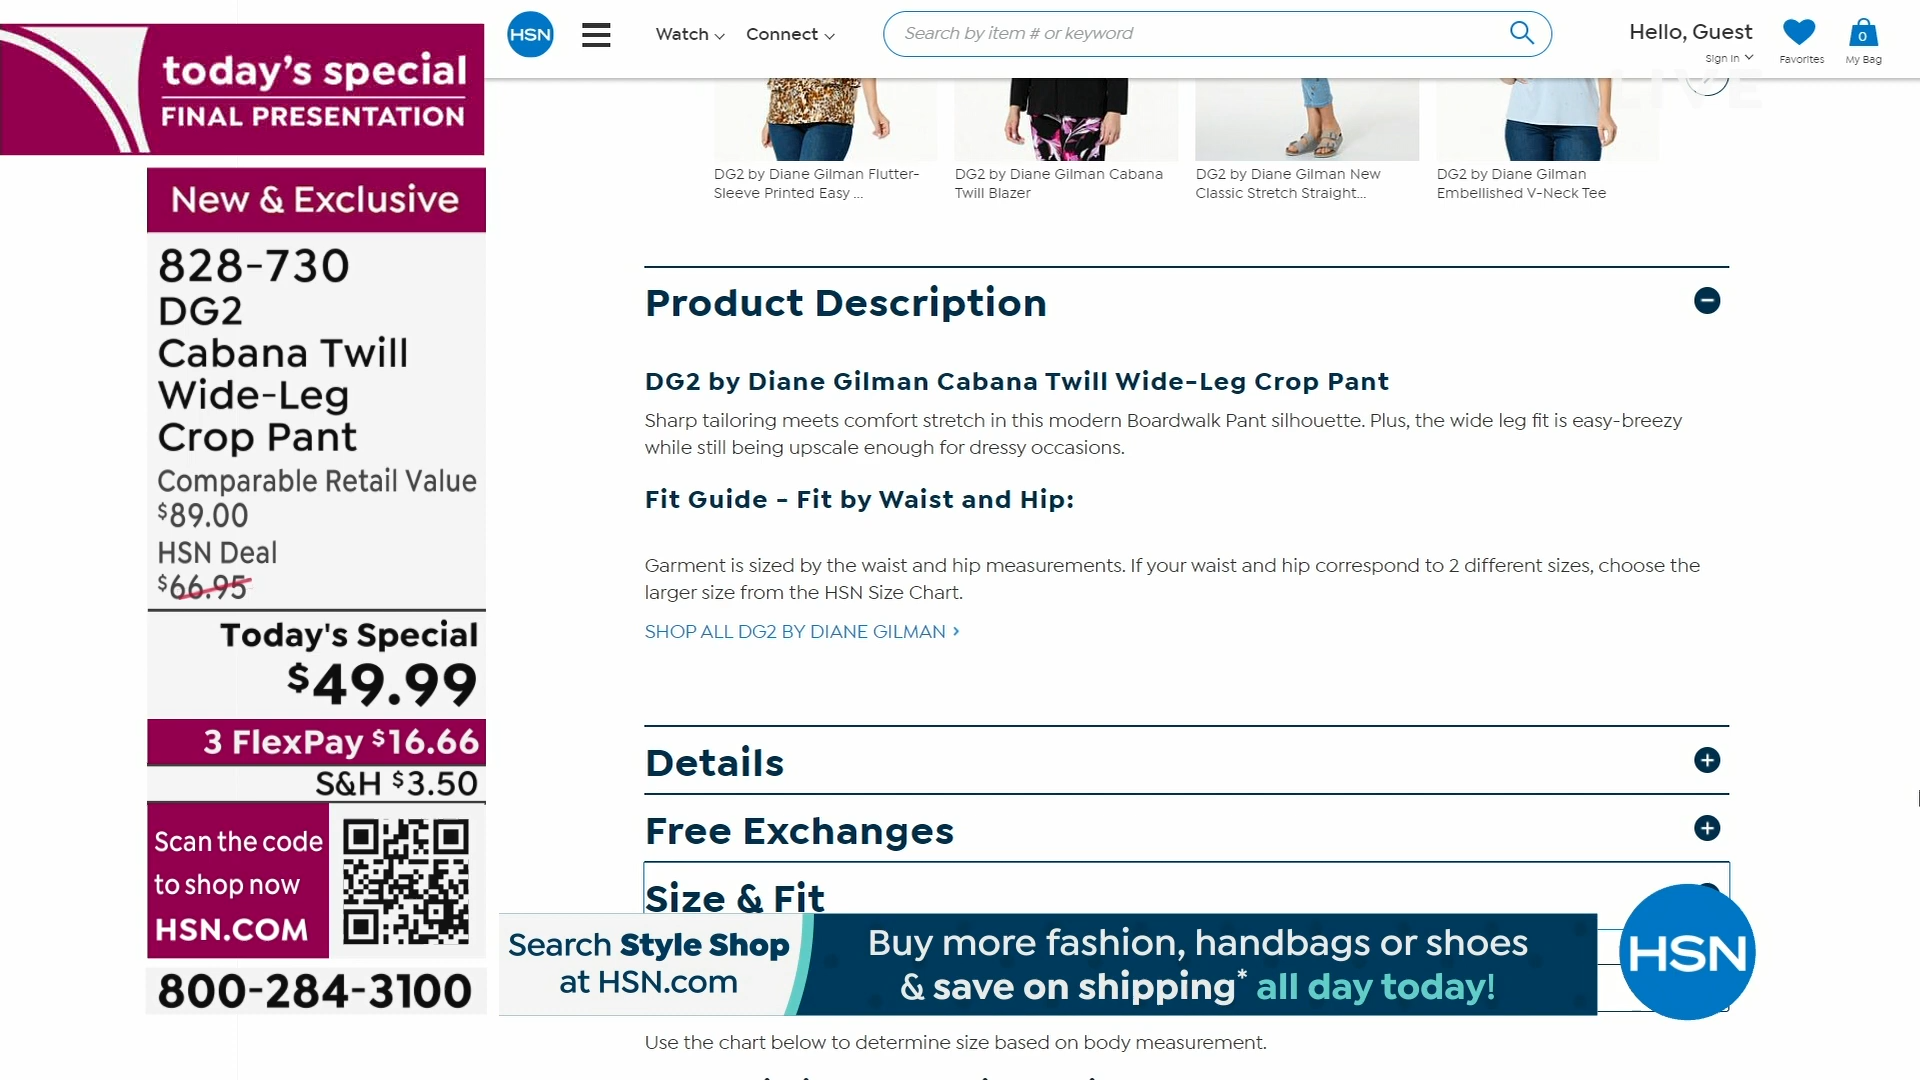 today's special
FINAL PRESENTATION
New & Exclusive
828-730
DG2
Cabana Twill
Wide-Leg
Crop Pant
Comparable Retail Value
$89.00
HSN Deal
$66.95
Today's Special
$49.99
3 FlexPay $16.66
S&H $3.50
Scan the code
to shop now
HSN.COM
800-284-3100
HSN
Watch
Connect
Search by item # or keyword
Hello, Guest
Sign In
Favorites
0
My Bag
LIVE
DG2 by Diane Gilman Flutter-
Sleeve Printed Easy ...
DG2 by Diane Gilman Cabana
Twill Blazer
DG2 by Diane Gilman New
Classic Stretch Straight...
DG2 by Diane Gilman
Embellished V-Neck Tee
Product Description
DG2 by Diane Gilman Cabana Twill Wide-Leg Crop Pant
Sharp tailoring meets comfort stretch in this modern Boardwalk Pant silhouette. Plus, the wide leg fit is easy-breezy
while still being upscale enough for dressy occasions.
Fit Guide - Fit by Waist and Hip:
Garment is sized by the waist and hip measurements. If your waist and hip correspond to 2 different sizes, choose the
larger size from the HSN Size Chart.
SHOP ALL DG2 BY DIANE GILMAN >
Details
Free Exchanges
Size & Fit
Search Style Shop
at HSN.com
Buy more fashion, handbags or shoes
& save on shipping* all day today!
HSN
Use the chart below to determine size based on body measurement.